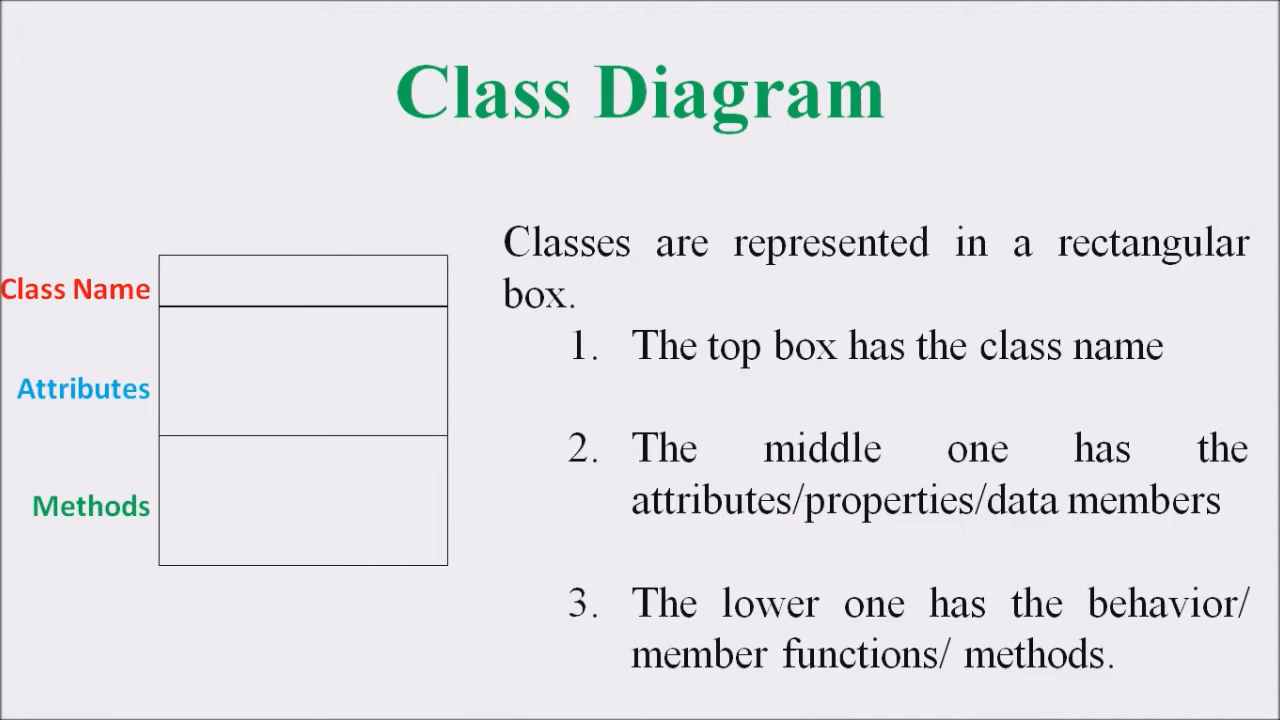 Class Diagram
Class Name
Attributes
Methods
Classes are represented in a rectangular
box.
1. The top box has the class name
2. The middle one has the
attributes/properties/data members
3. The lower one has the behavior/
member functions/ methods.